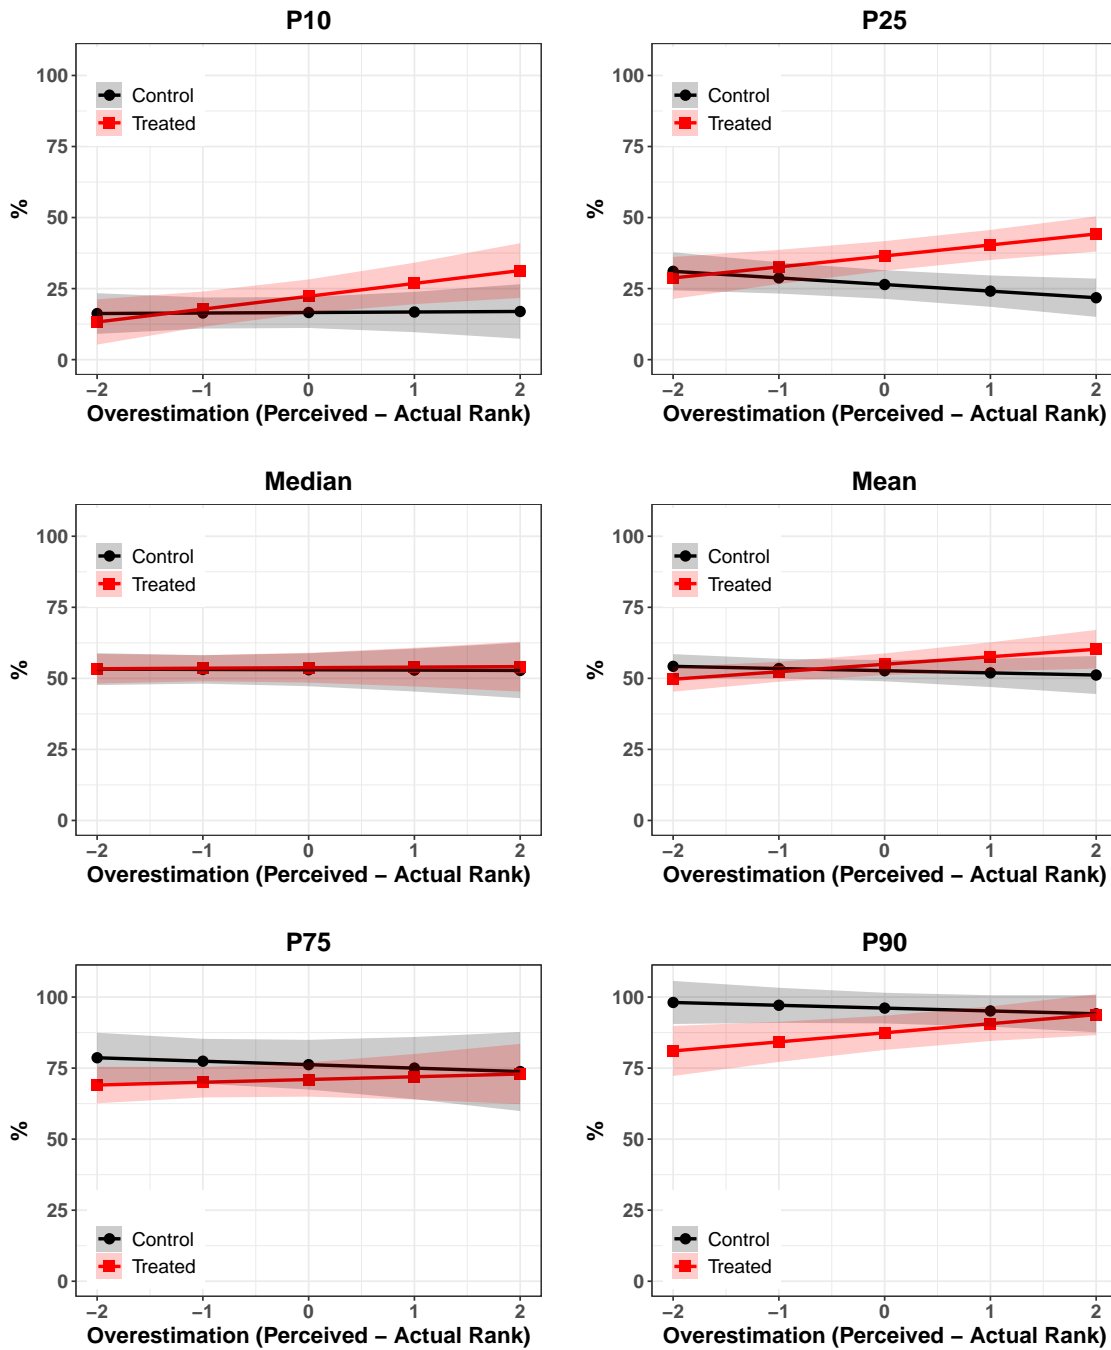 P10
100
75
50
25
0
%
Control
Treated
−2 −1 0 1 2
Overestimation (Perceived − Actual Rank)
P25
100
75
50
25
0
%
Control
Treated
−2 −1 0 1 2
Overestimation (Perceived − Actual Rank)
Median
100
75
50
25
0
%
Control
Treated
−2 −1 0 1 2
Overestimation (Perceived − Actual Rank)
Mean
100
75
50
25
0
%
Control
Treated
−2 −1 0 1 2
Overestimation (Perceived − Actual Rank)
P75
100
75
50
25
0
%
Control
Treated
−2 −1 0 1 2
Overestimation (Perceived − Actual Rank)
P90
100
75
50
25
0
%
Control
Treated
−2 −1 0 1 2
Overestimation (Perceived − Actual Rank)